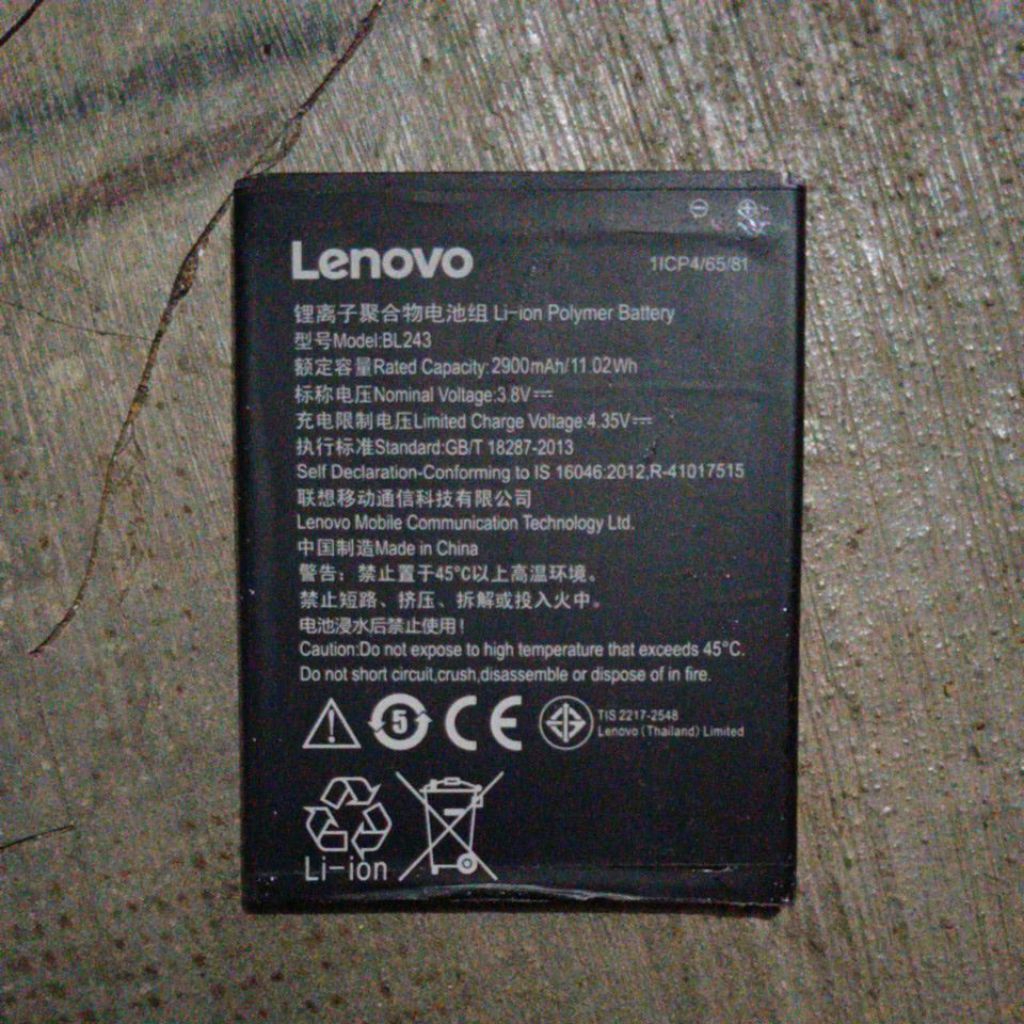 Lenovo
1ICP4/65/81
锂离子聚合物电池组 Li-ion Polymer Battery
型号Model:BL243
额定容量Rated Capacity: 2900mAh/11.02Wh
标称电压Nominal Voltage:3.8V⎓
充电限制电压Limited Charge Voltage:4.35V⎓
执行标准Standard:GB/T 18287-2013
Self Declaration-Conforming to IS 16046:2012,R-41017515
联想移动通信科技有限公司
Lenovo Mobile Communication Technology Ltd.
中国制造Made in China
警告：禁止置于45°C以上高温环境。
禁止短路、挤压、拆解或投入火中。
电池浸水后禁止使用！
Caution:Do not expose to high temperature that exceeds 45°C.
Do not short circuit,crush,disassemble or dispose of in fire.
5 CE
TIS 2217-2548
Lenovo (Thailand) Limited
Li-ion